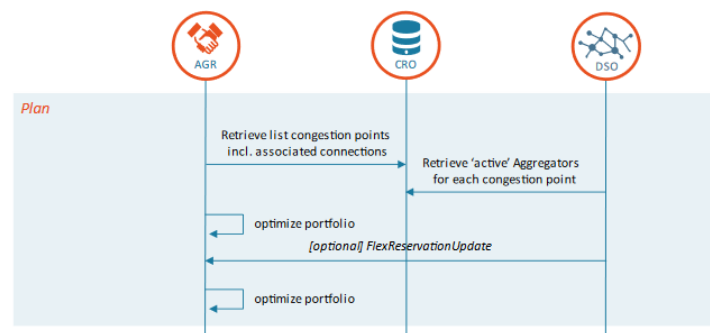 AGR
CRO
DSO
Plan
Retrieve list congestion points
incl. associated connections
Retrieve ‘active’ Aggregators
for each congestion point
optimize portfolio
[optional] FlexReservationUpdate
optimize portfolio